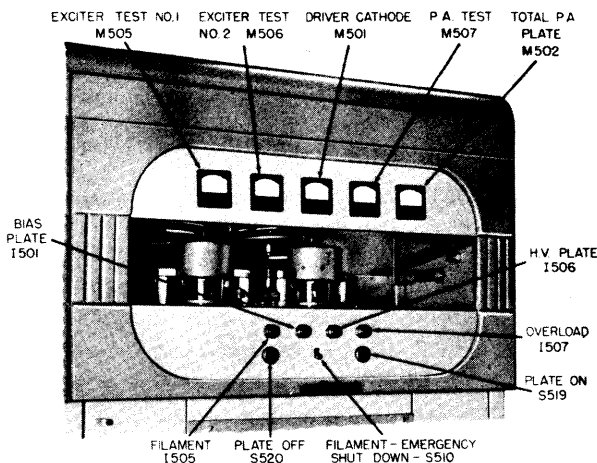 EXCITER TEST NO.1
M505
EXCITER TEST
NO. 2 M506
DRIVER CATHODE
M501
P.A. TEST
M507
TOTAL P.A
PLATE
M502
BIAS
PLATE
I501
H.V. PLATE
I506
OVERLOAD
I507
PLATE ON
S519
FILAMENT
I505
PLATE OFF
S520
FILAMENT - EMERGENCY
SHUT DOWN - S510